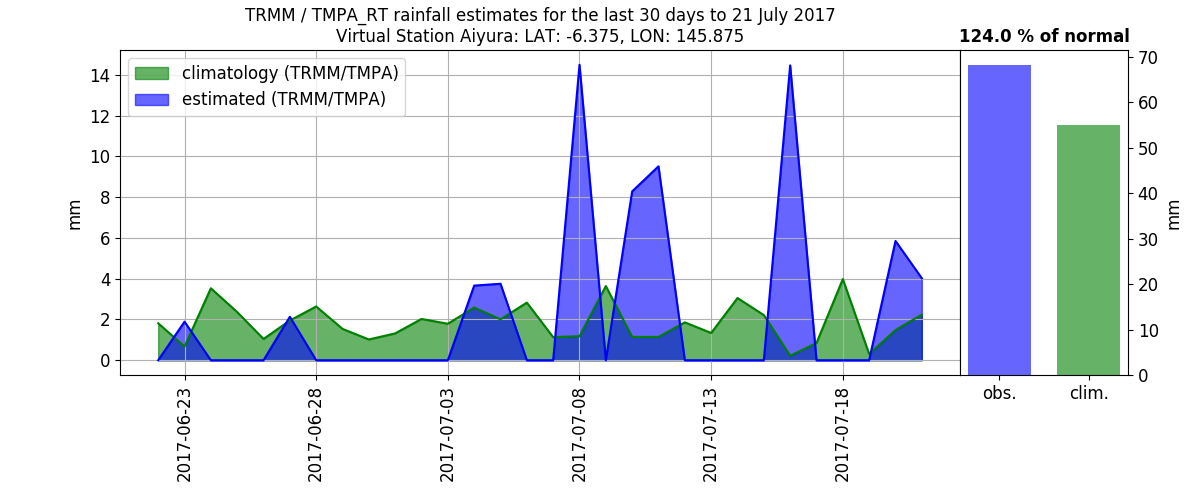 TRMM / TMPA_RT rainfall estimates for the last 30 days to 21 July 2017
Virtual Station Aiyura: LAT: -6.375, LON: 145.875
124.0 % of normal
climatology (TRMM/TMPA)
estimated (TRMM/TMPA)
mm
14
12
10
8
6
4
2
0
2017-06-23
2017-06-28
2017-07-03
2017-07-08
2017-07-13
2017-07-18
70
60
50
40
30
20
10
0
mm
obs.
clim.